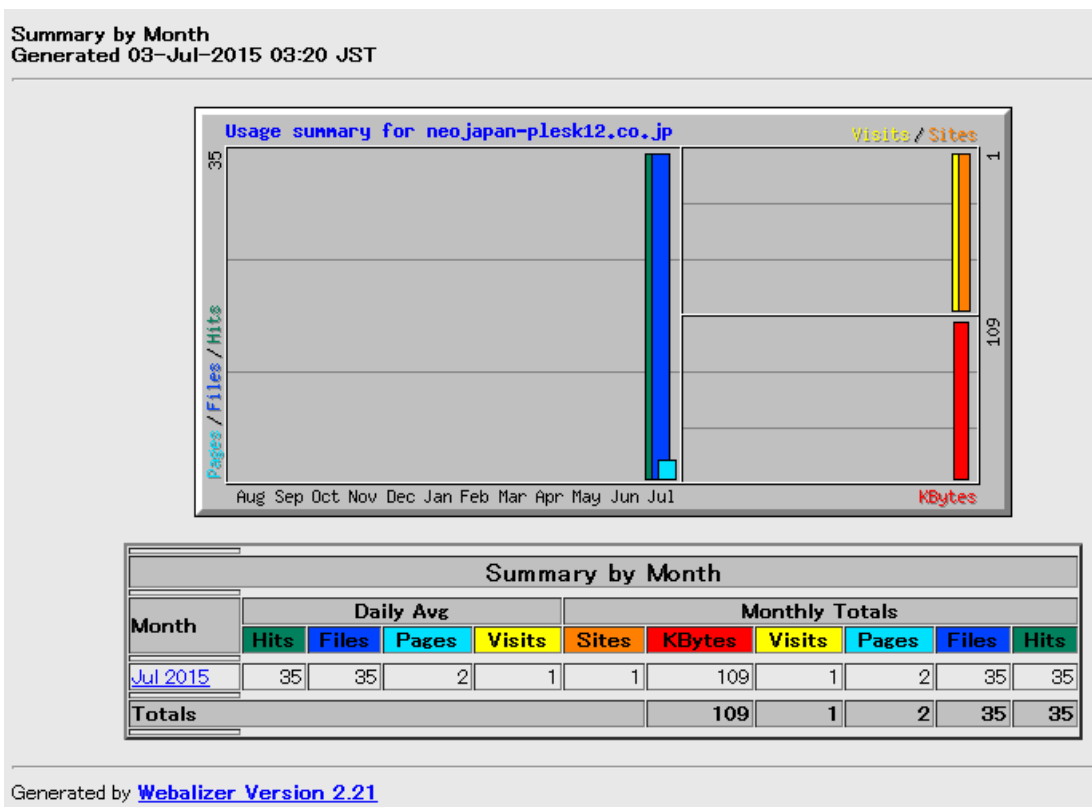 Summary by Month
Generated 03-Jul-2015 03:20 JST
Usage summary for neojapan-plesk12.co.jp
Visits / Sites
35
1
Pages / Files / Hits
109
Aug Sep Oct Nov Dec Jan Feb Mar Apr May Jun Jul
KBytes
Summary by Month
Month Daily Avg Monthly Totals
Hits Files Pages Visits Sites KBytes Visits Pages Files Hits
Jul 2015 35 35 2 1 1 109 1 2 35 35
Totals 109 1 2 35 35
Generated by Webalizer Version 2.21